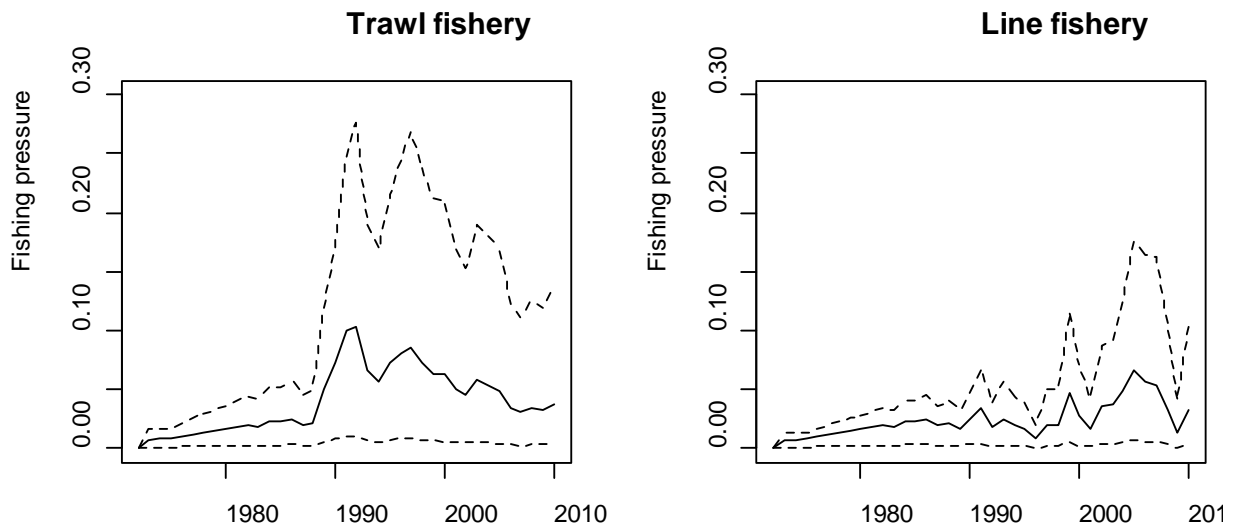 Trawl fishery
Fishing pressure
0.00 0.10 0.20 0.30
1980 1990 2000 2010
Line fishery
Fishing pressure
0.00 0.10 0.20 0.30
1980 1990 2000 201